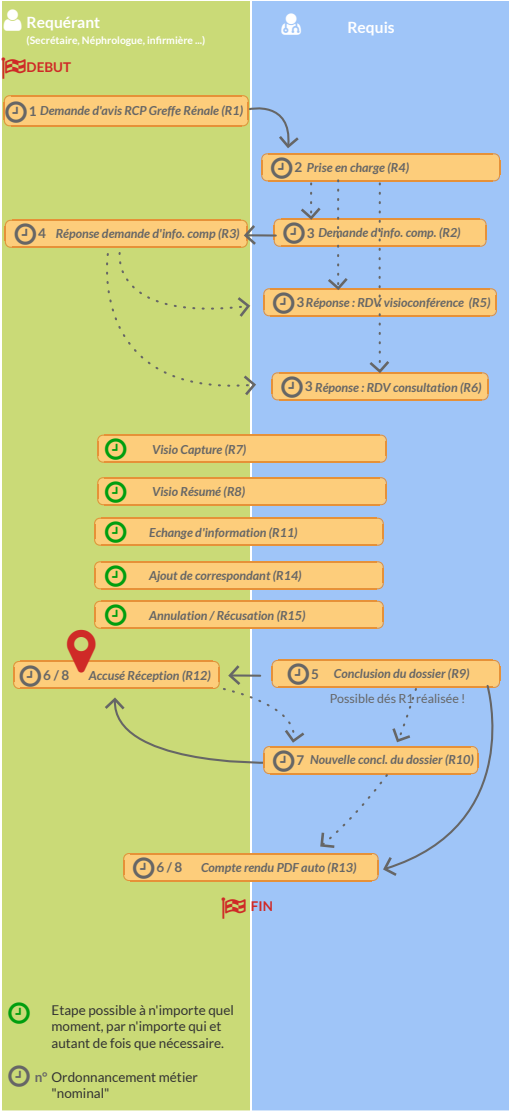 Requérant
(Secrétaire, Néphrologue, infirmière ...)
Requis
DEBUT
1 Demande d'avis RCP Greffe Rénale (R1)
2 Prise en charge (R4)
4 Réponse demande d'info. comp (R3)
3 Demande d'info. comp. (R2)
3 Réponse : RDV visioconférence (R5)
3 Réponse : RDV consultation (R6)
Visio Capture (R7)
Visio Résumé (R8)
Echange d'information (R11)
Ajout de correspondant (R14)
Annulation / Récusation (R15)
6 / 8 Accusé Réception (R12)
5 Conclusion du dossier (R9)
Possible dés R1 réalisée !
7 Nouvelle concl. du dossier (R10)
6 / 8 Compte rendu PDF auto (R13)
FIN
Etape possible à n'importe quel
moment, par n'importe qui et
autant de fois que nécessaire.
n° Ordonnancement métier
"nominal"